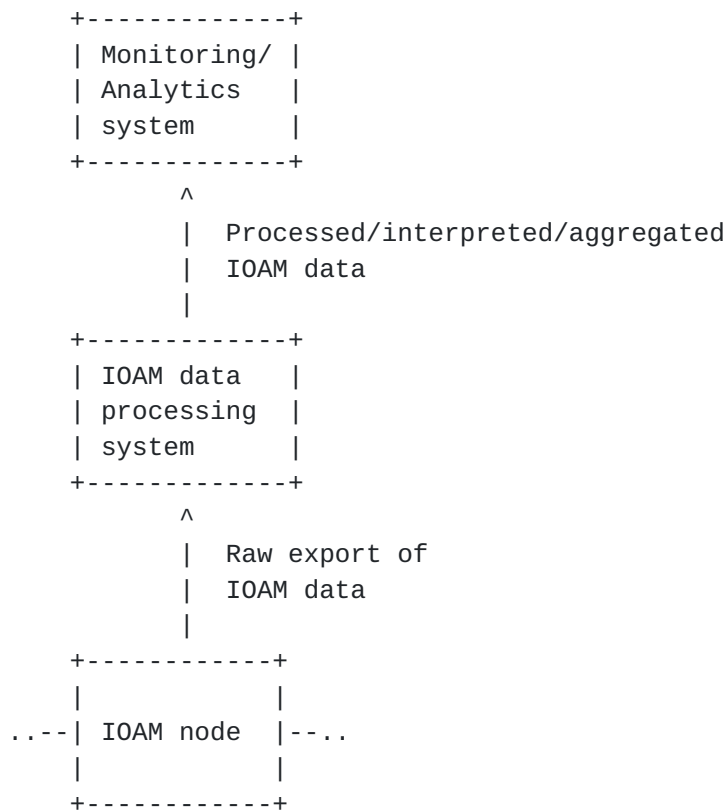 +-------------+
| Monitoring/ |
| Analytics   |
| system      |
+-------------+
       ^
       |  Processed/interpreted/aggregated
       |  IOAM data
       |
+-------------+
| IOAM data   |
| processing  |
| system      |
+-------------+
       ^
       |  Raw export of
       |  IOAM data
       |
+------------+
|            |
..--| IOAM node  |--..
|            |
+------------+